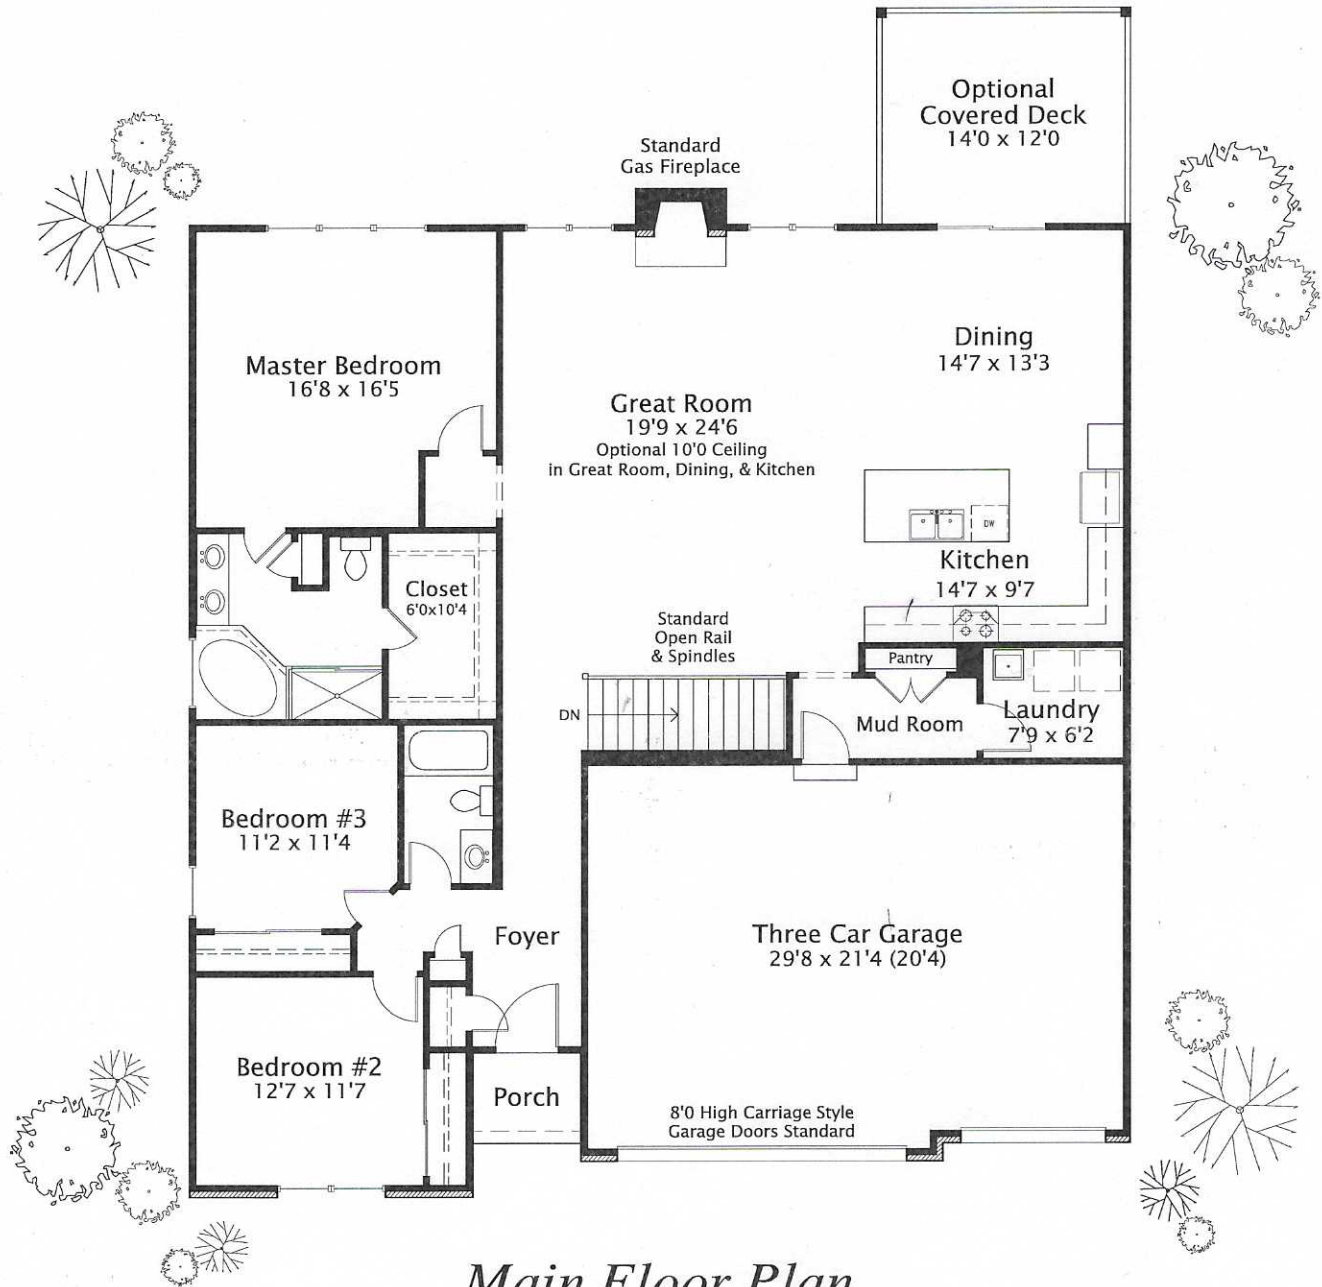 Optional
Covered Deck
14'0 x 12'0
Standard
Gas Fireplace
Dining
14'7 x 13'3
Master Bedroom
16'8 x 16'5
Great Room
19'9 x 24'6
Optional 10'0 Ceiling
in Great Room, Dining, & Kitchen
DW
Kitchen
14'7 x 9'7
Closet
6'0x10'4
Standard
Open Rail
& Spindles
Pantry
DN
Mud Room
Laundry
7'9 x 6'2
Bedroom #3
11'2 x 11'4
Foyer
Three Car Garage
29'8 x 21'4 (20'4)
Bedroom #2
12'7 x 11'7
Porch
8'0 High Carriage Style
Garage Doors Standard
Main Floor Plan